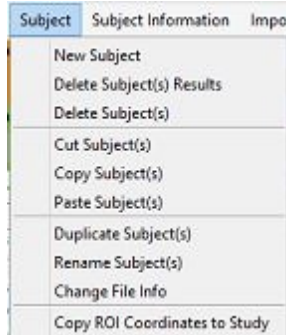 Subject Subject Information Impo
New Subject
Delete Subject(s) Results
Delete Subject(s)
Cut Subject(s)
Copy Subject(s)
Paste Subject(s)
Duplicate Subject(s)
Rename Subject(s)
Change File Info
Copy ROI Coordinates to Study